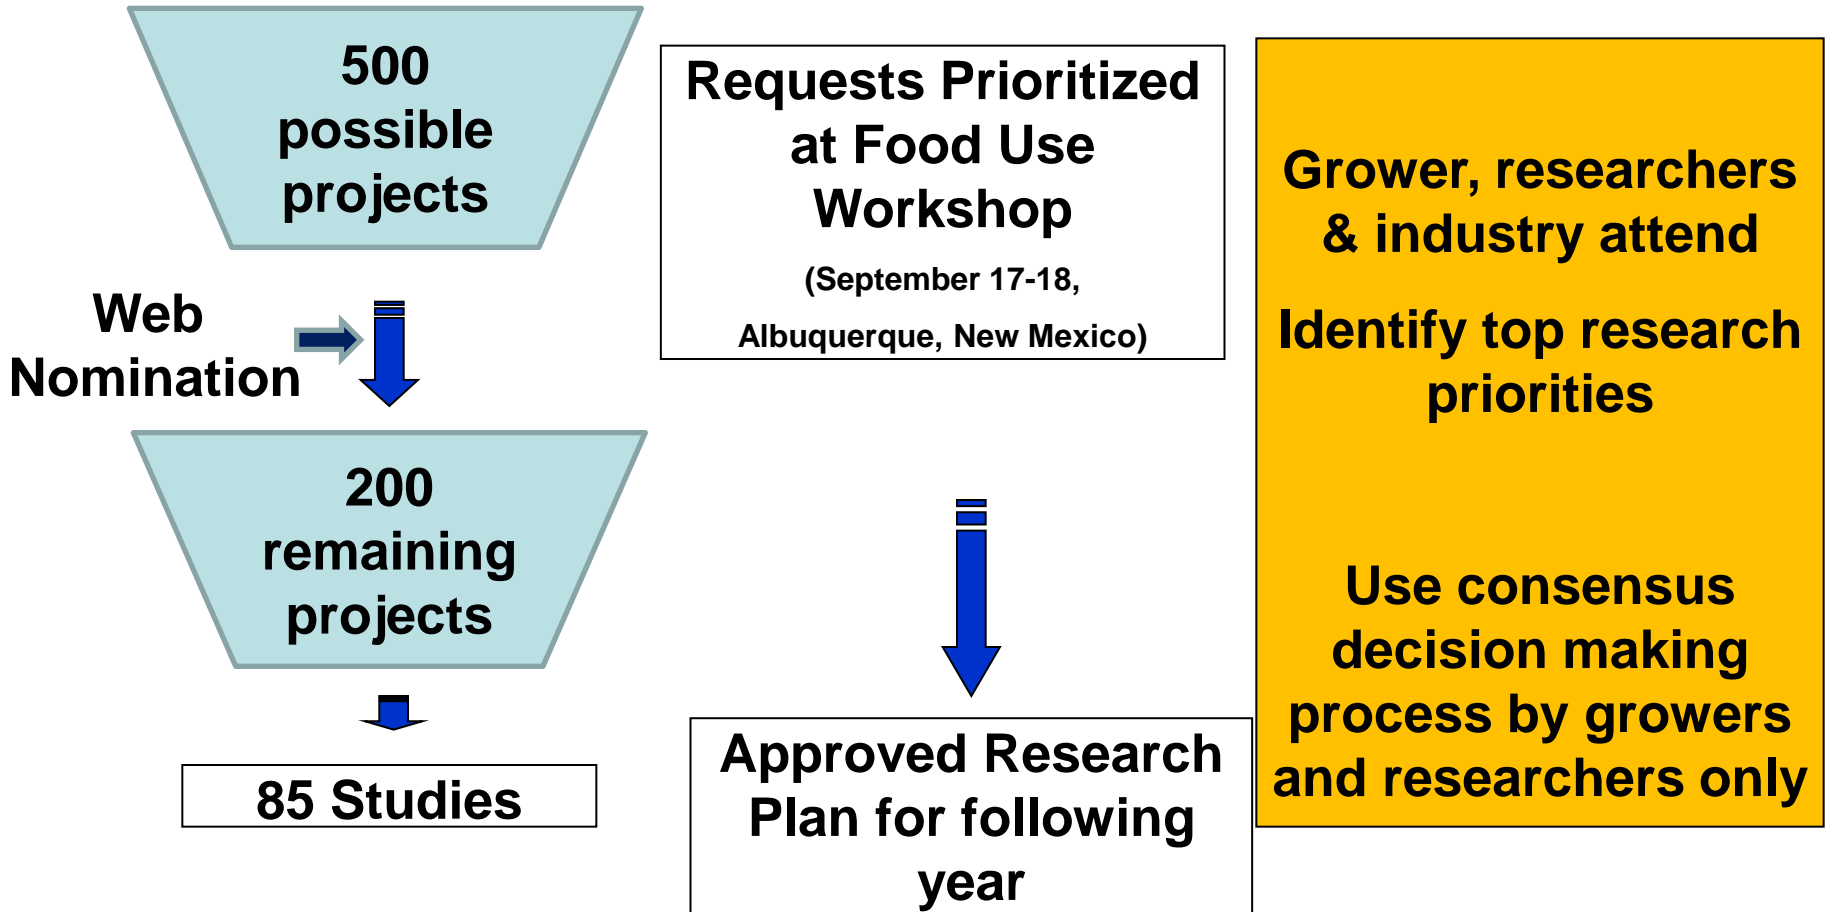 500
possible
projects
Web
Nomination
200
remaining
projects
85 Studies
Requests Prioritized
at Food Use
Workshop
(September 17-18,
Albuquerque, New Mexico)
Approved Research
Plan for following
year
Grower, researchers
& industry attend
Identify top research
priorities
Use consensus
decision making
process by growers
and researchers only